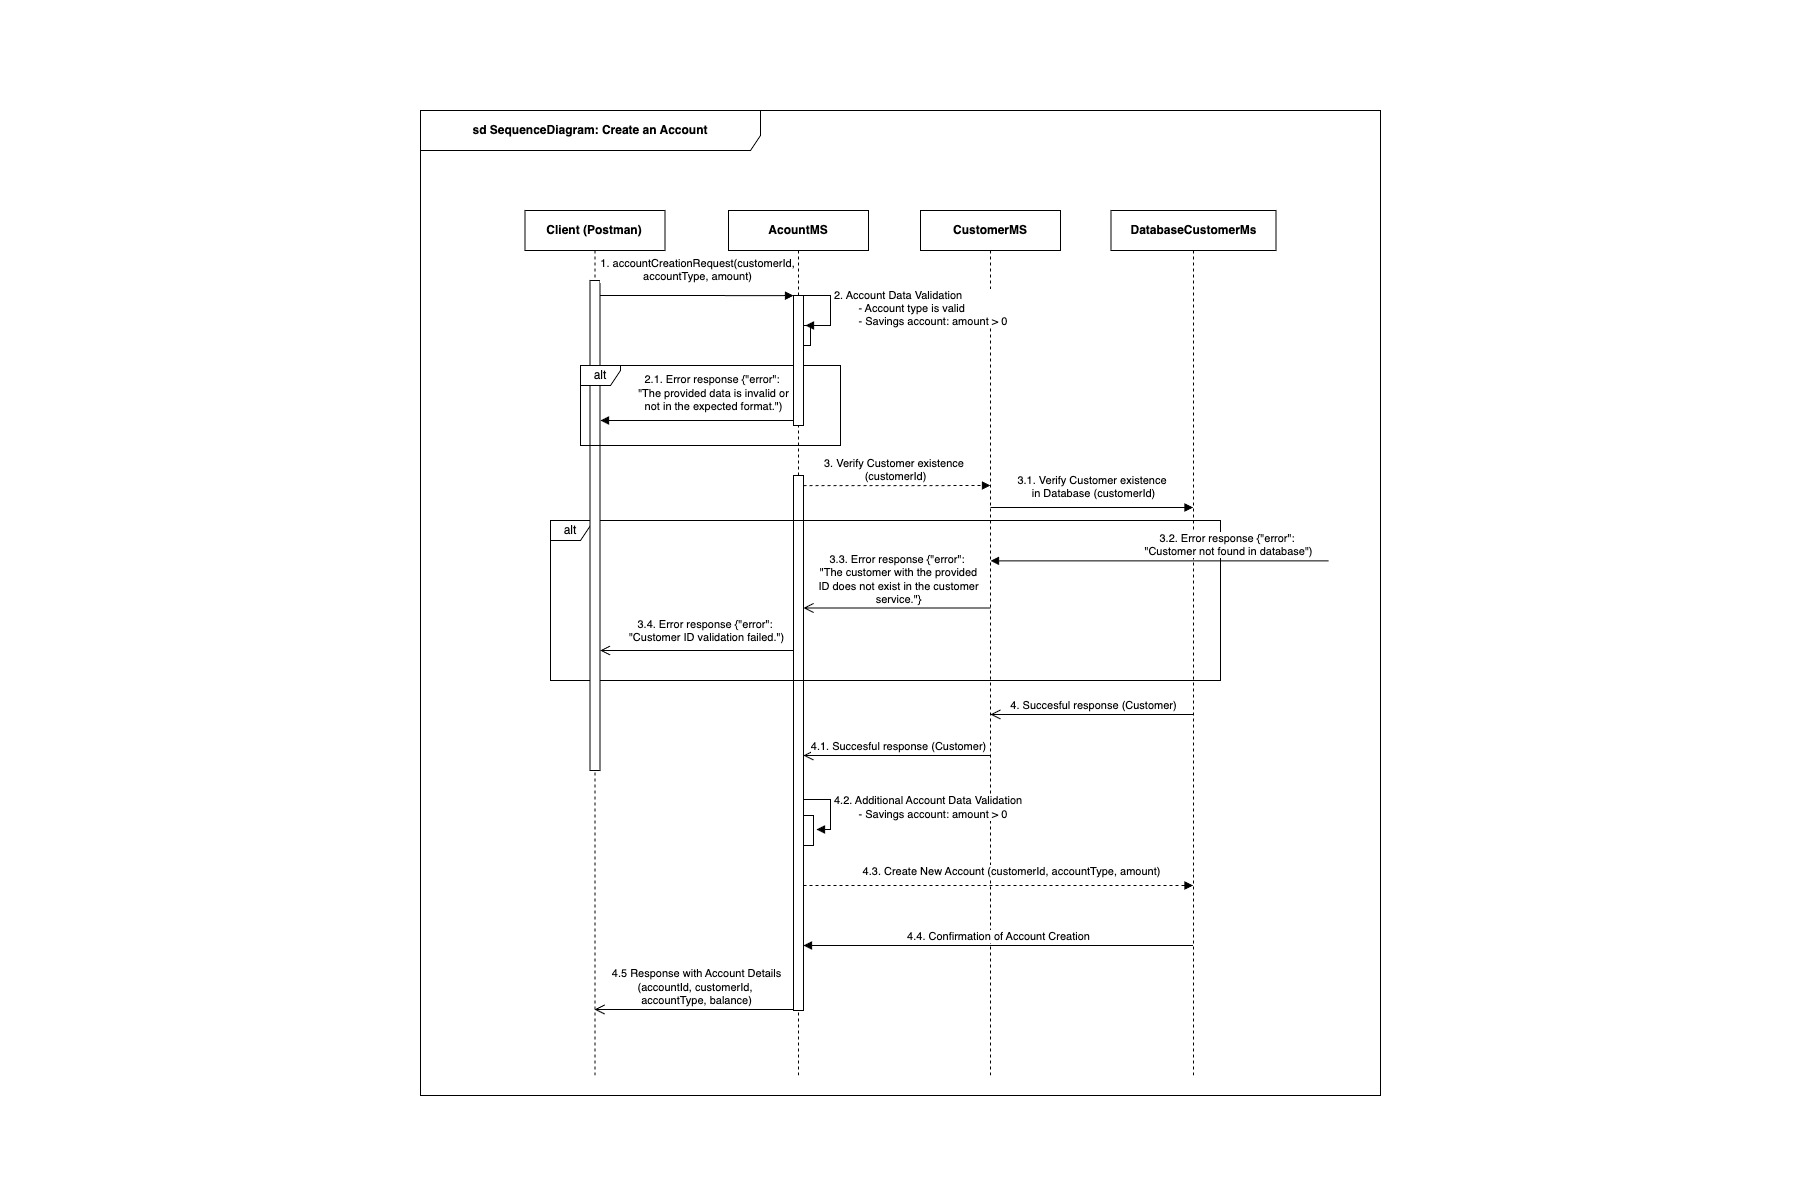 sd SequenceDiagram: Create an Account
Client (Postman)
AcountMS
CustomerMS
DatabaseCustomerMs
1. accountCreationRequest(customerId,
accountType, amount)
2. Account Data Validation
- Account type is valid
- Savings account: amount > 0
alt
2.1. Error response {"error":
"The provided data is invalid or
not in the expected format.")
3. Verify Customer existence
(customerId)
3.1. Verify Customer existence
in Database (customerId)
alt
3.2. Error response {"error":
"Customer not found in database")
3.3. Error response {"error":
"The customer with the provided
ID does not exist in the customer
service."}
3.4. Error response {"error":
"Customer ID validation failed.")
4. Succesful response (Customer)
4.1. Succesful response (Customer)
4.2. Additional Account Data Validation
- Savings account: amount > 0
4.3. Create New Account (customerId, accountType, amount)
4.4. Confirmation of Account Creation
4.5 Response with Account Details
(accountId, customerId,
accountType, balance)